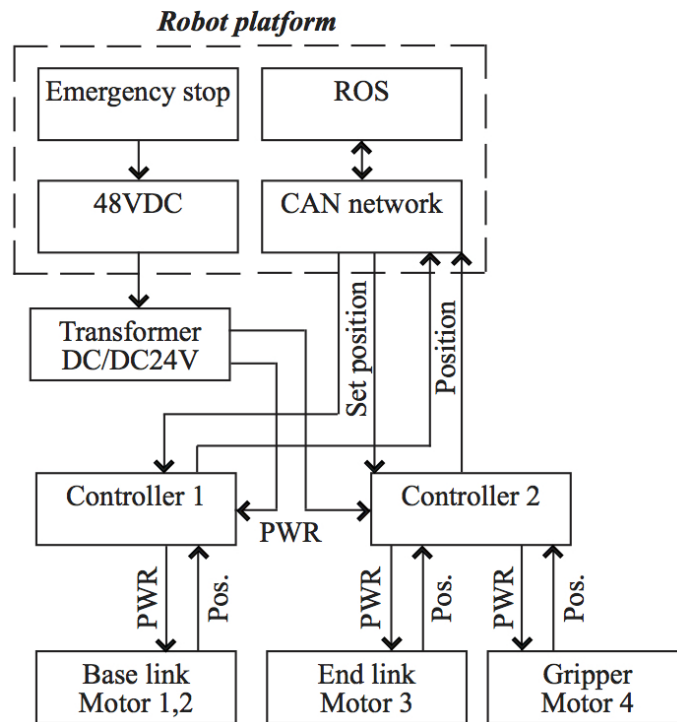 Robot platform
Emergency stop
ROS
48VDC
CAN network
Transformer
DC/DC24V
Set position
Position
Controller 1
Controller 2
PWR
PWR
Pos.
PWR
Pos.
PWR
Pos.
Base link
Motor 1,2
End link
Motor 3
Gripper
Motor 4